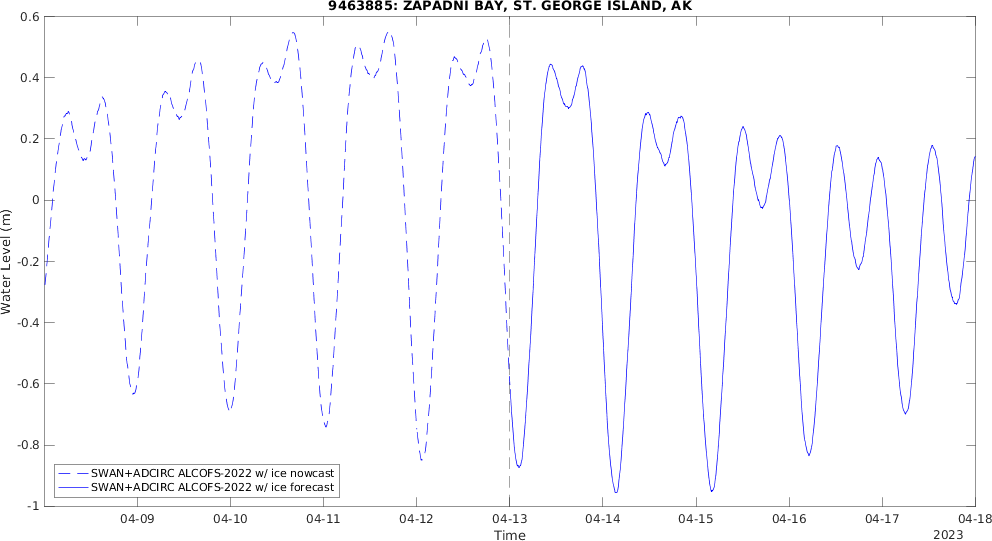 9463885: ZAPADNI BAY, ST. GEORGE ISLAND, AK
0.6
0.4
0.2
0
-0.2
-0.4
-0.6
-0.8
-1
Water Level (m)
SWAN+ADCIRC ALCOFS-2022 w/ ice nowcast
SWAN+ADCIRC ALCOFS-2022 w/ ice forecast
04-09 04-10 04-11 04-12 04-13 04-14 04-15 04-16 04-17 04-18
Time
2023